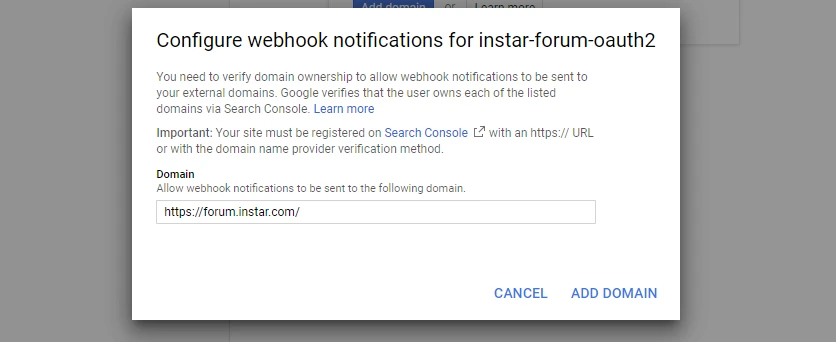 Add domain or Learn more
Configure webhook notifications for instar-forum-oauth2
You need to verify domain ownership to allow webhook notifications to be sent to
your external domains. Google verifies that the user owns each of the listed
domains via Search Console. Learn more
Important: Your site must be registered on Search Console with an https:// URL
or with the domain name provider verification method.
Domain
Allow webhook notifications to be sent to the following domain.
https://forum.instar.com/
CANCEL ADD DOMAIN